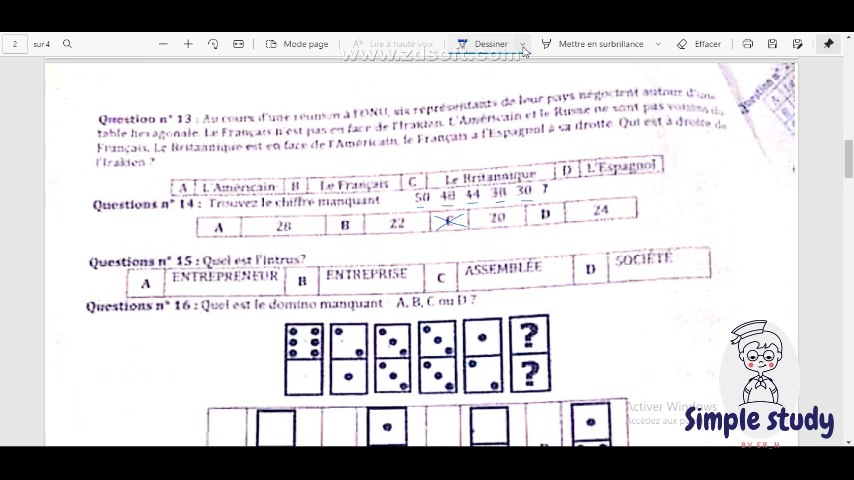 2 sur 4 Mode page Lire à haute voix Dessiner Mettre en surbrillance Effacer
www.zdsoft.com
Question n° 13 : Au cours d'une réunion à l'ONU, six représentants de leur pays négocient autour d'une
table hexagonale. Le Français n'est pas en face de l'Irakien. L'Américain et le Russe ne sont pas voisins du
Français. Le Britannique est en face de l'Américain, le Français a l'Espagnol à sa droite. Qui est à droite de
l'Irakien ?
A L'Américain B Le Français C Le Britannique D L'Espagnol
Questions n° 14 : Trouvez le chiffre manquant 50 48 44 38 30 ?
A 28 B 22 C 20 D 24
Questions n° 15 : Quel est l'intrus?
A ENTREPRENEUR B ENTREPRISE C ASSEMBLÉE D SOCIÉTÉ
Questions n° 16 : Quel est le domino manquant A, B, C ou D ?
? ?
Activer Windows
Accédez aux
Simple study